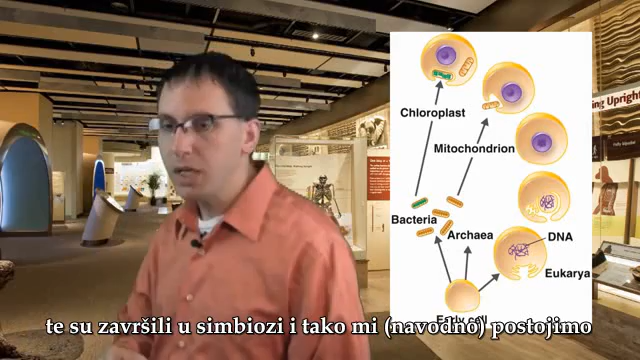 Chloroplast
Mitochondrion
Bacteria
Archaea
DNA
Eukarya
te su završili u simbiozi i tako mi (navodno) postojimo